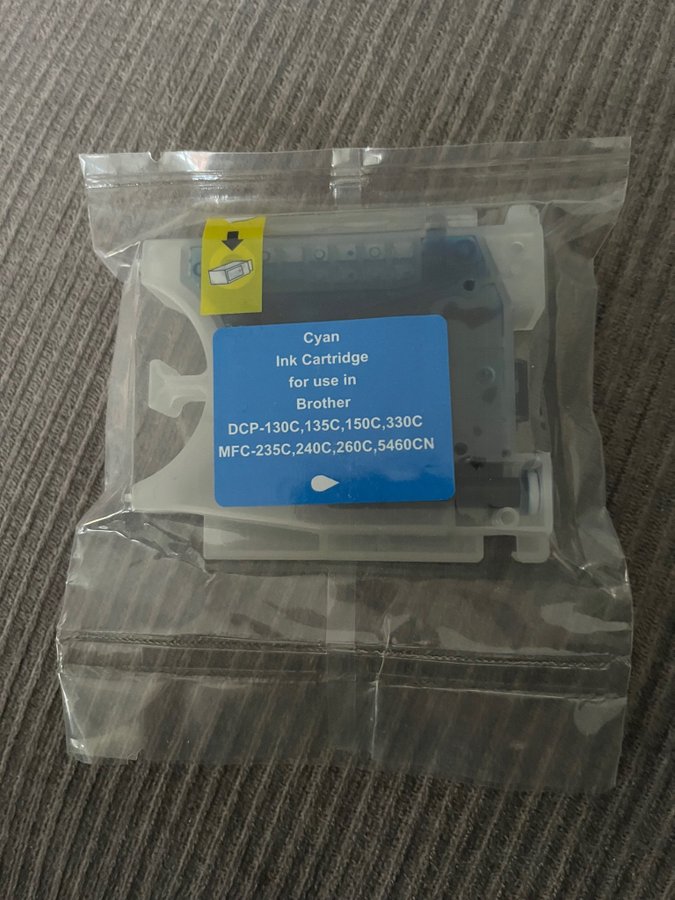 Cyan
Ink Cartridge
for use in
Brother
DCP-130C,135C,150C,330C
MFC-235C,240C,260C,5460CN